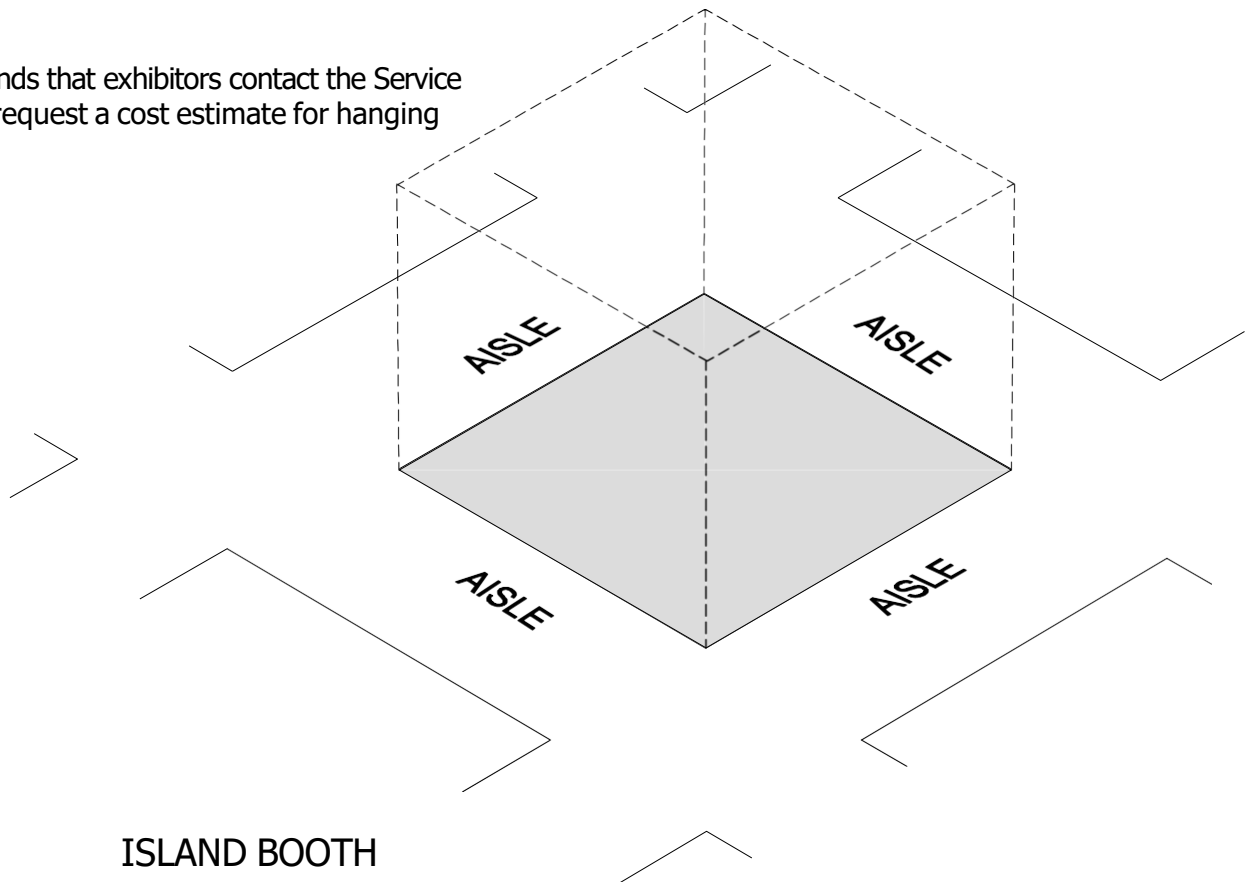 nds that exhibitors contact the Service
request a cost estimate for hanging
AISLE
AISLE
AISLE
AISLE
ISLAND BOOTH